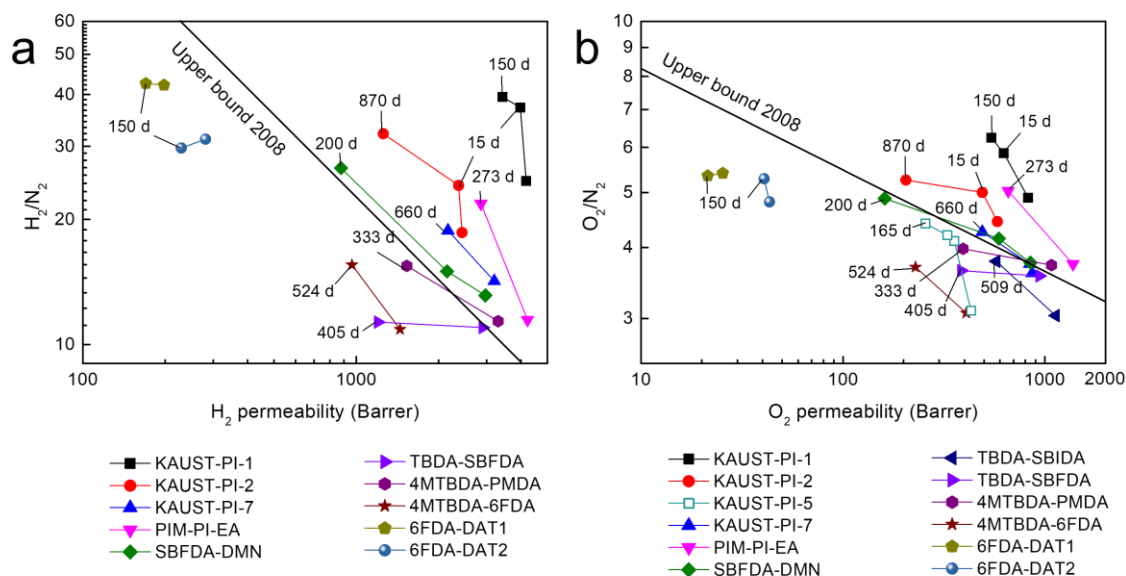 a
60
50
40
30
20
10
H2/N2
100
1000
H2 permeability (Barrer)
Upper bound 2008
150 d
870 d
15 d
200 d
273 d
660 d
333 d
524 d
405 d
150 d
KAUST-PI-1
KAUST-PI-2
KAUST-PI-7
PIM-PI-EA
SBFDA-DMN
TBDA-SBFDA
4MTBDA-PMDA
4MTBDA-6FDA
6FDA-DAT1
6FDA-DAT2
b
10
9
8
7
6
5
4
3
O2/N2
10
100
1000
2000
O2 permeability (Barrer)
Upper bound 2008
150 d
15 d
870 d
15 d
273 d
200 d
660 d
165 d
524 d
333 d
405 d
509 d
150 d
KAUST-PI-1
KAUST-PI-2
KAUST-PI-5
KAUST-PI-7
PIM-PI-EA
SBFDA-DMN
TBDA-SBIDA
TBDA-SBFDA
4MTBDA-PMDA
4MTBDA-6FDA
6FDA-DAT1
6FDA-DAT2